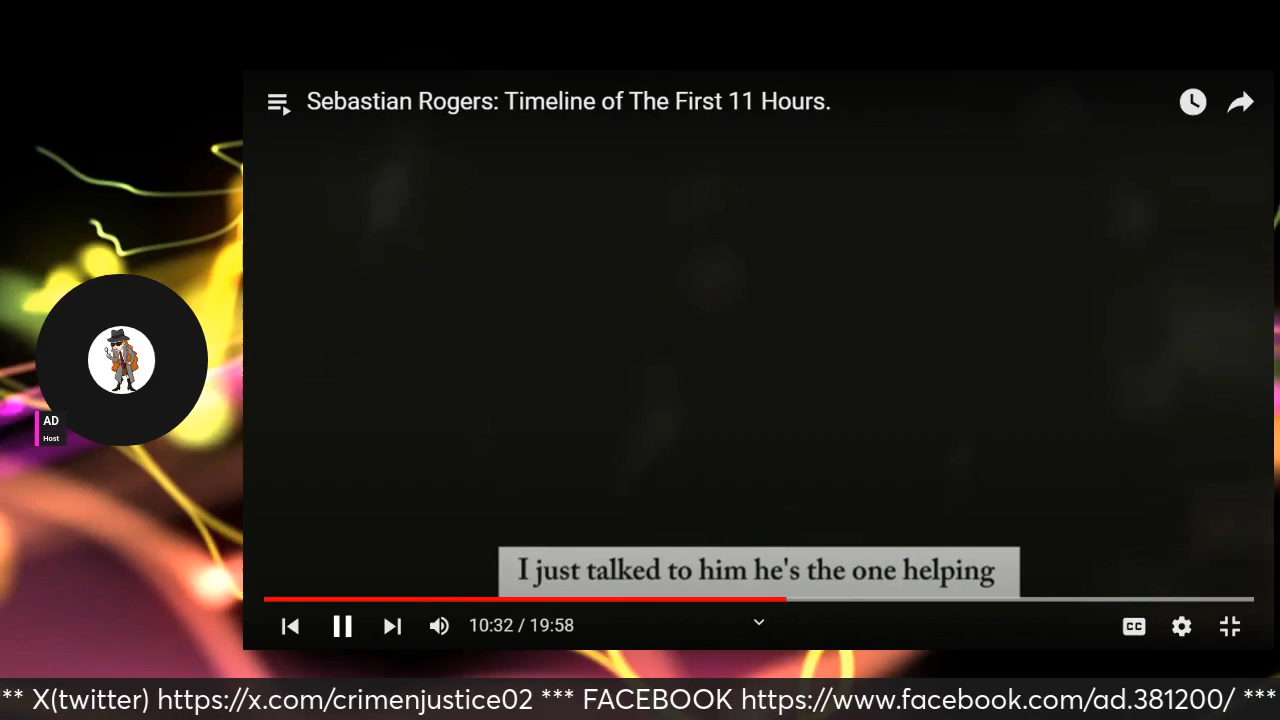 Sebastian Rogers: Timeline of The First 11 Hours.
AD
Host
I just talked to him he's the one helping
10:32 / 19:58
CC
** X(twitter) https://x.com/crimenjustice02 *** FACEBOOK https://www.facebook.com/ad.381200/ ***